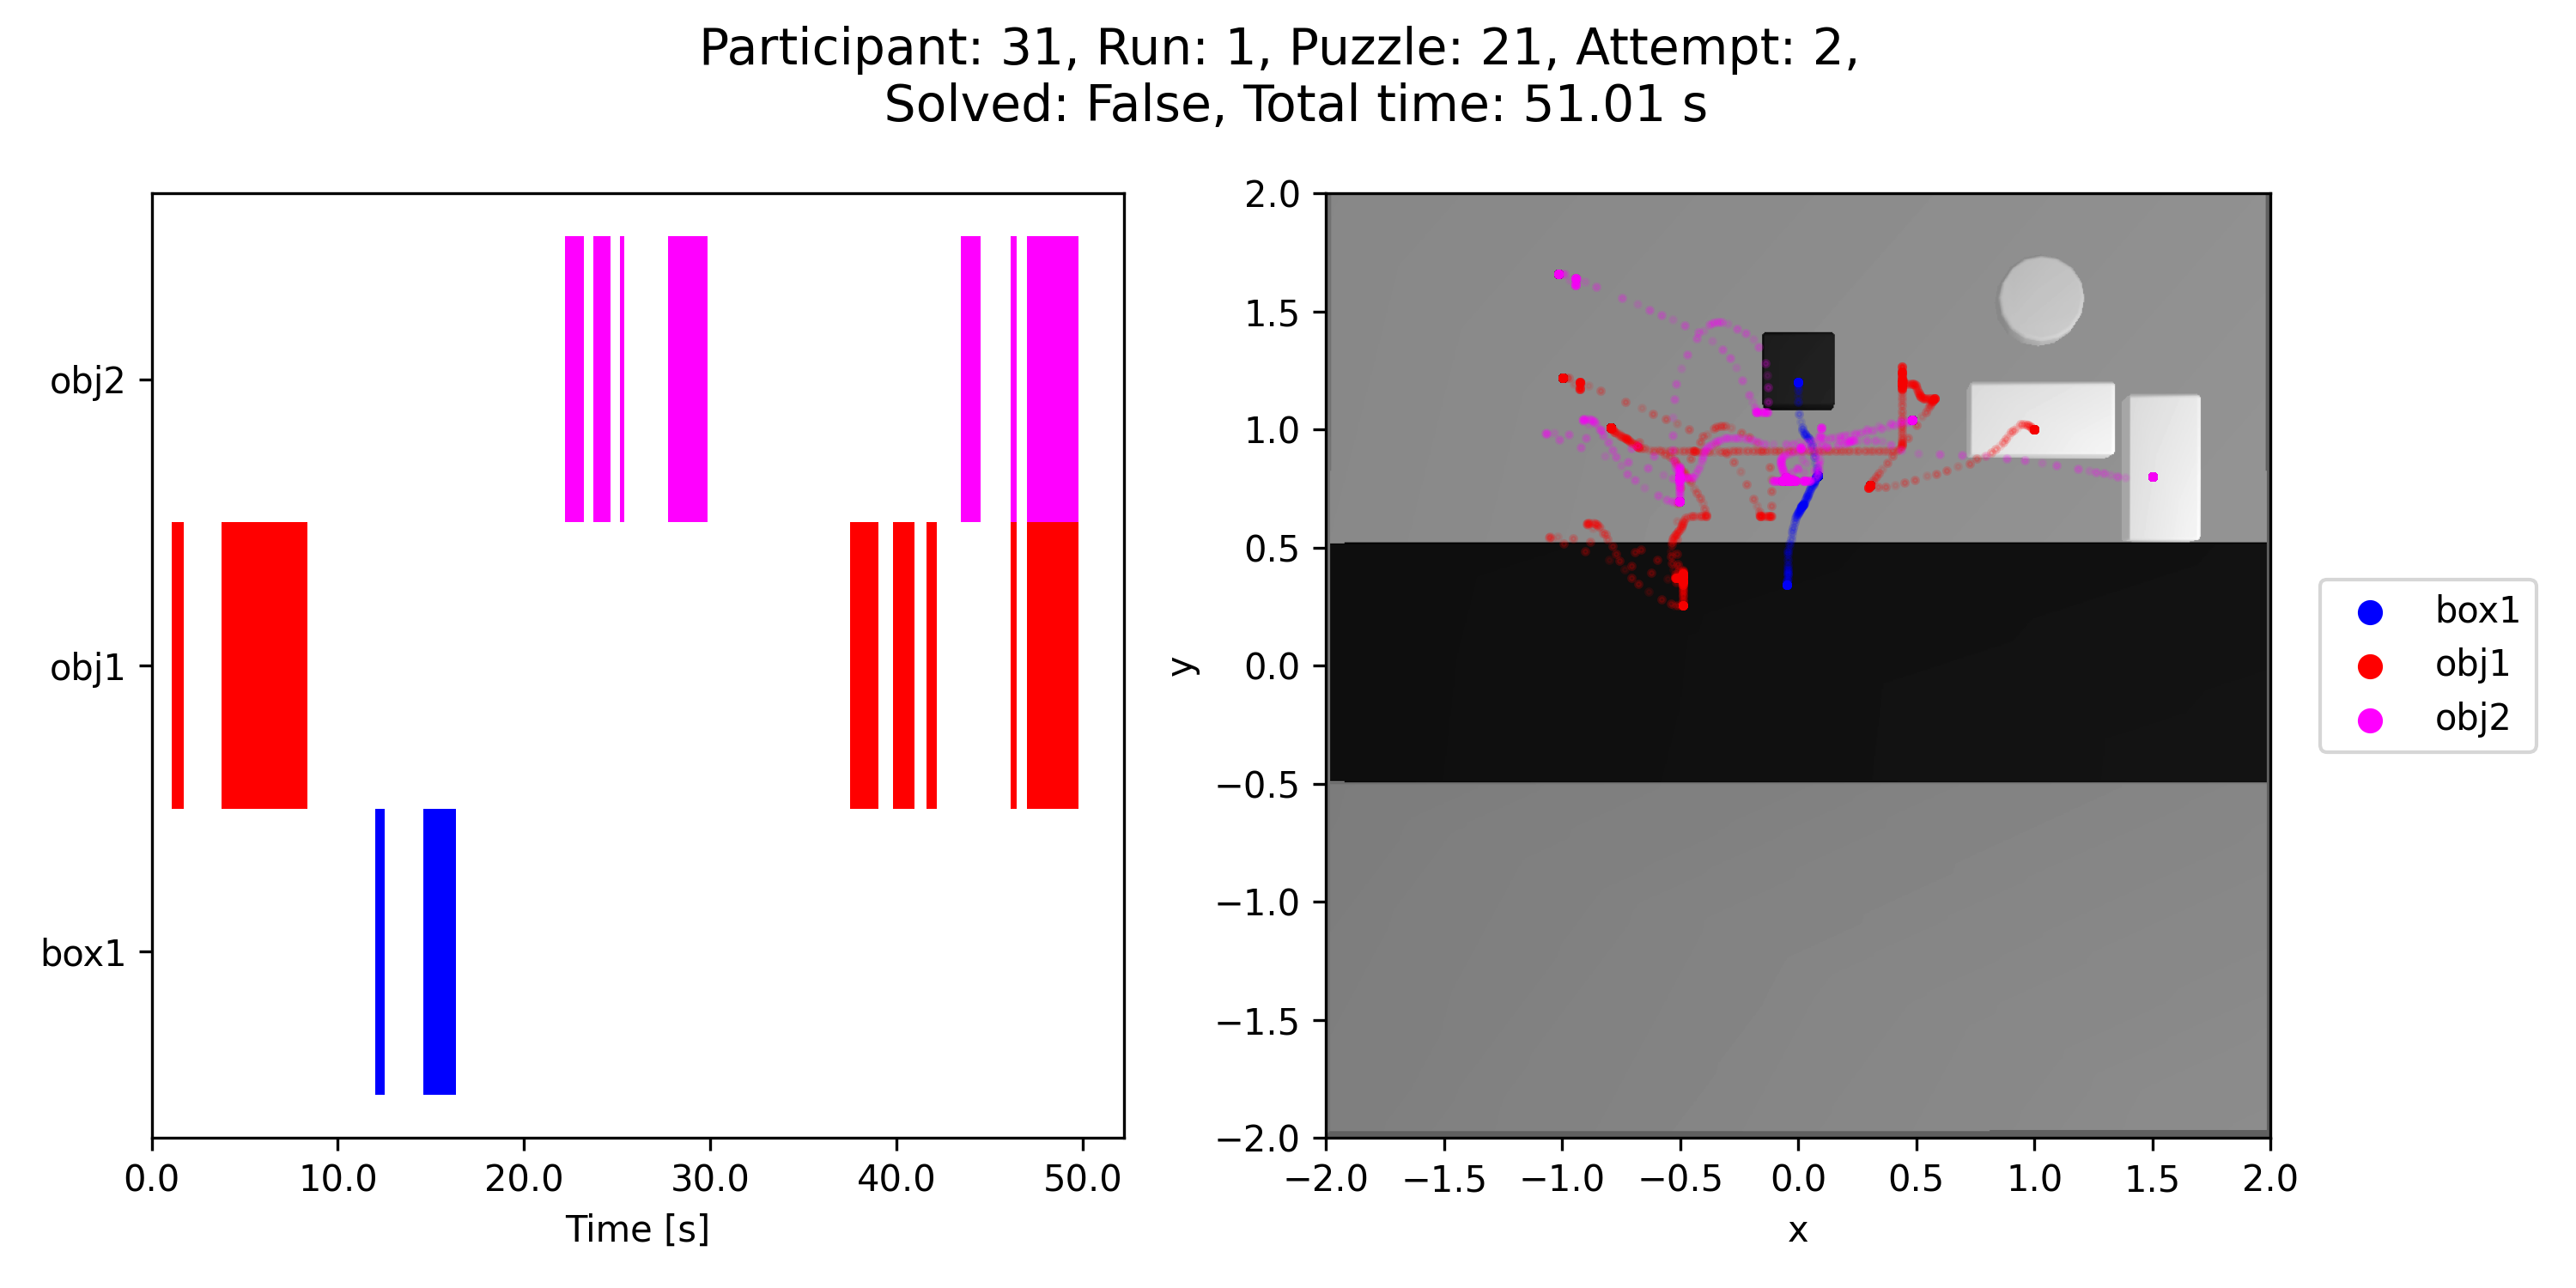 Participant: 31, Run: 1, Puzzle: 21, Attempt: 2,
Solved: False, Total time: 51.01 s
obj2
obj1
box1
0.0 10.0 20.0 30.0 40.0 50.0
Time [s]
2.0
1.5
1.0
0.5
0.0
−0.5
−1.0
−1.5
−2.0
y
−2.0 −1.5 −1.0 −0.5 0.0 0.5 1.0 1.5 2.0
x
box1
obj1
obj2